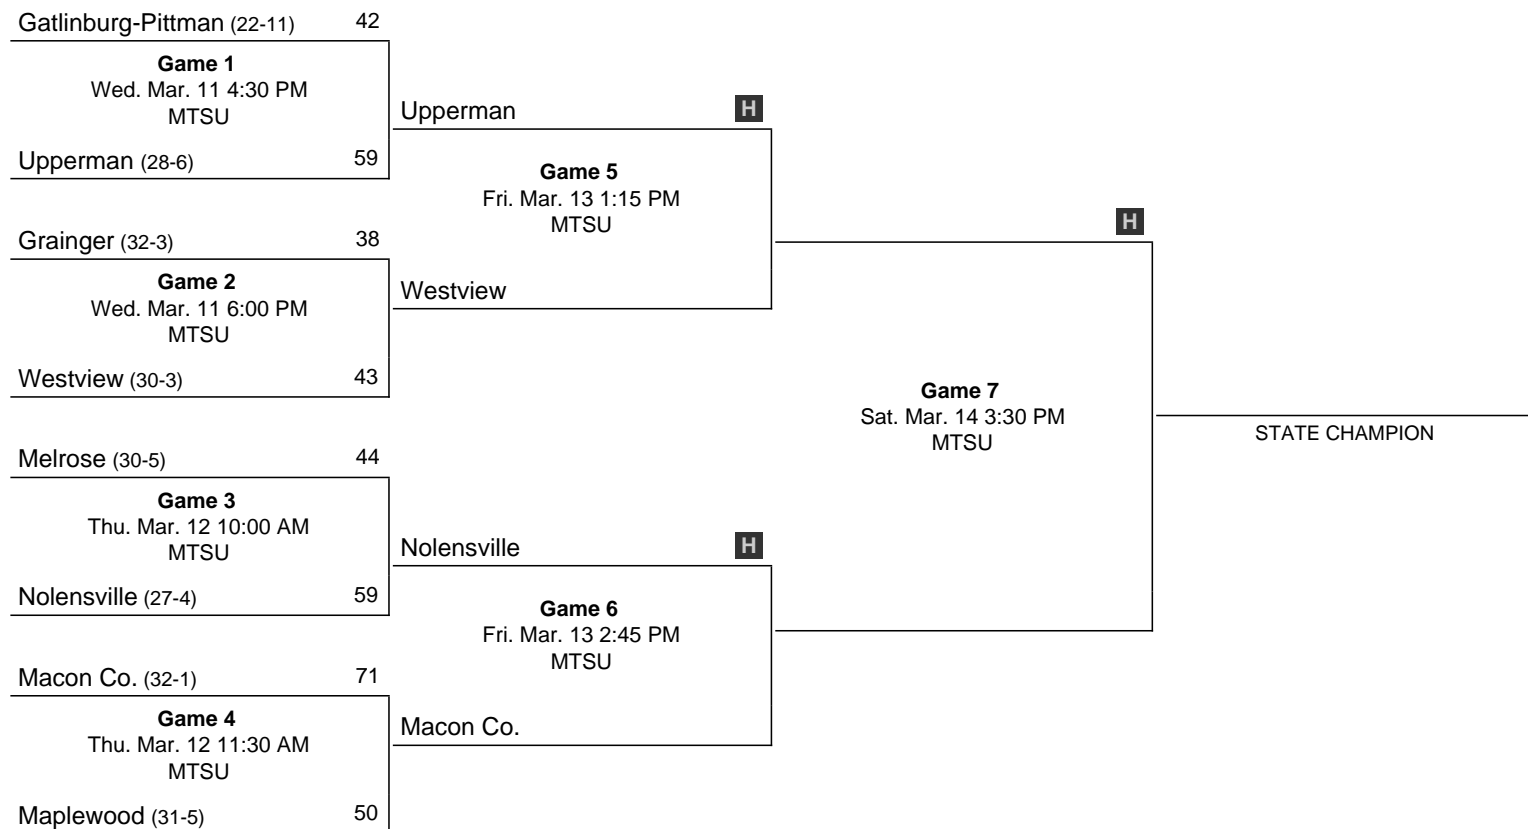 Gatlinburg-Pittman (22-11) 42
Game 1
Wed. Mar. 11 4:30 PM
MTSU
Upperman (28-6) 59
Grainger (32-3) 38
Game 2
Wed. Mar. 11 6:00 PM
MTSU
Westview (30-3) 43
Melrose (30-5) 44
Game 3
Thu. Mar. 12 10:00 AM
MTSU
Nolensville (27-4) 59
Macon Co. (32-1) 71
Game 4
Thu. Mar. 12 11:30 AM
MTSU
Maplewood (31-5) 50
Upperman H
Game 5
Fri. Mar. 13 1:15 PM
MTSU
Westview
Nolensville H
Game 6
Fri. Mar. 13 2:45 PM
MTSU
Macon Co.
H
Game 7
Sat. Mar. 14 3:30 PM
MTSU
STATE CHAMPION